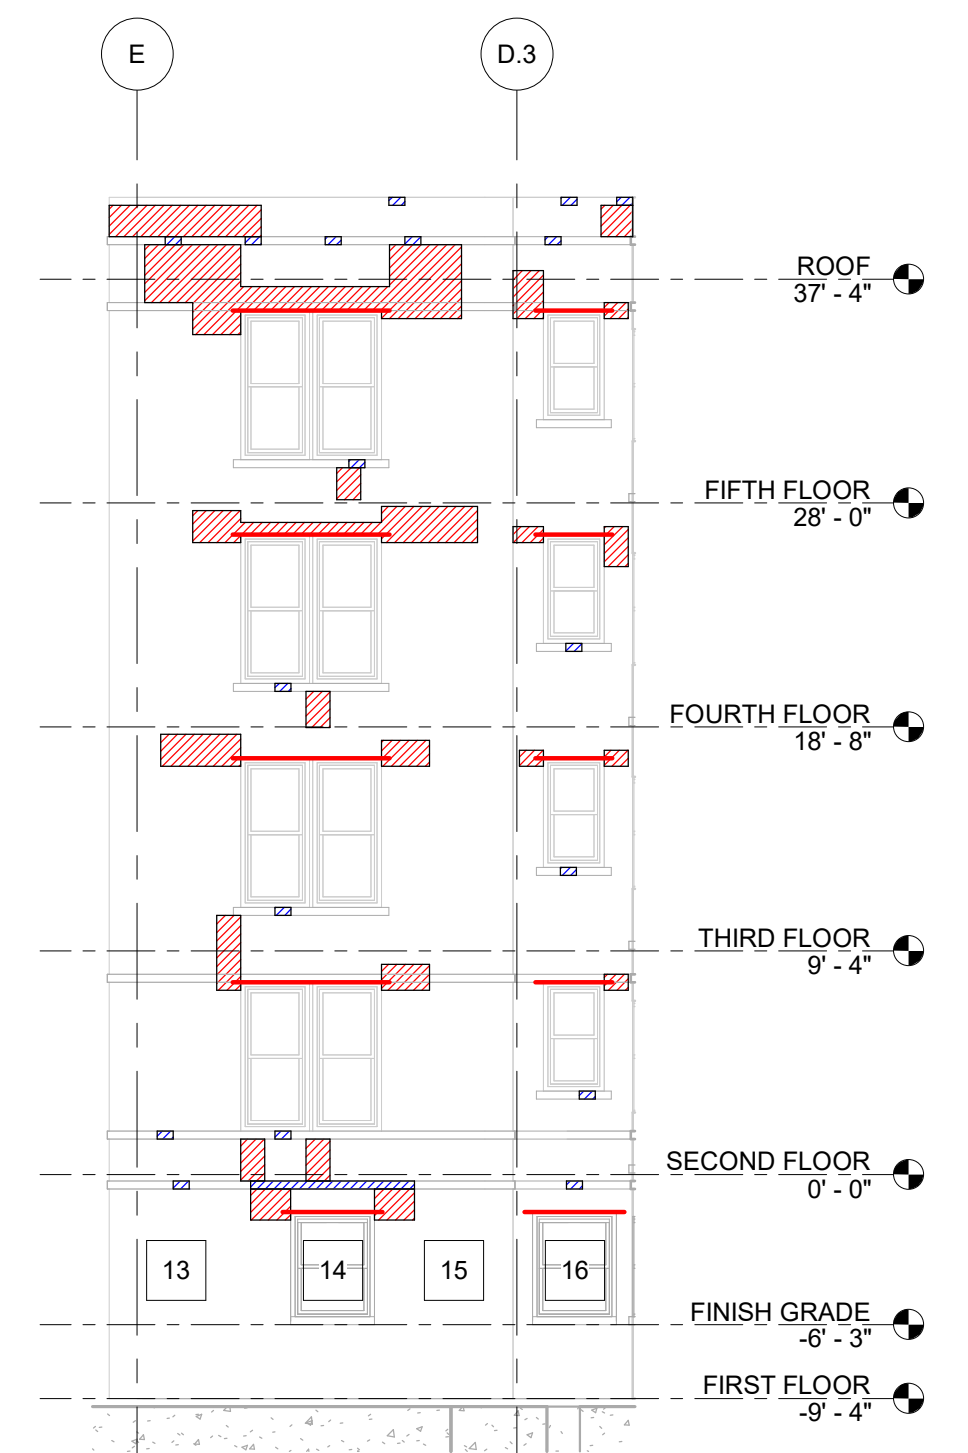 E
D.3
ROOF
37' - 4"
FIFTH FLOOR
28' - 0"
FOURTH FLOOR
18' - 8"
THIRD FLOOR
9' - 4"
SECOND FLOOR
0' - 0"
13
14
15
16
FINISH GRADE
-6' - 3"
FIRST FLOOR
-9' - 4"